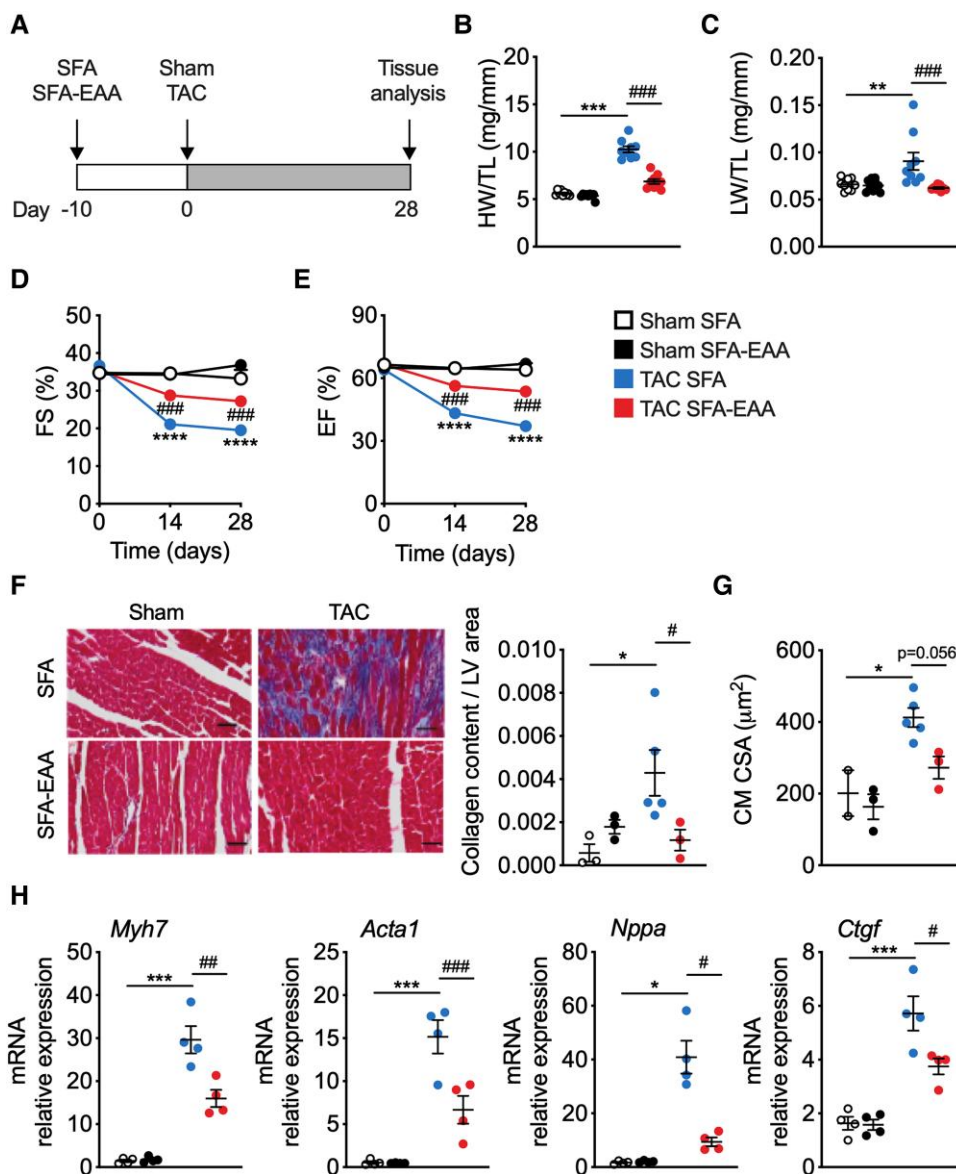 A
SFA
SFA-EAA
Sham
TAC
Tissue
analysis
Day
-10
0
28
B
HW/TL (mg/mm)
20
15
10
5
0
***
###
C
LW/TL (mg/mm)
0.20
0.15
0.10
0.05
0.00
**
###
D
FS (%)
50
40
30
20
10
0
###
****
###
****
0
14
28
Time (days)
E
EF (%)
90
60
30
0
###
****
###
****
0
14
28
Time (days)
Sham SFA
Sham SFA-EAA
TAC SFA
TAC SFA-EAA
F
Sham
TAC
SFA
SFA-EAA
Collagen content / LV area
0.010
0.008
0.006
0.004
0.002
0.000
*
#
G
CM CSA (μm²)
600
400
200
0
*
p=0.056
H
Myh7
mRNA
relative expression
50
40
30
20
10
0
***
##
Acta1
mRNA
relative expression
25
20
15
10
5
0
***
###
Nppa
mRNA
relative expression
80
60
40
20
0
*
#
Ctgf
mRNA
relative expression
8
6
4
2
0
***
#